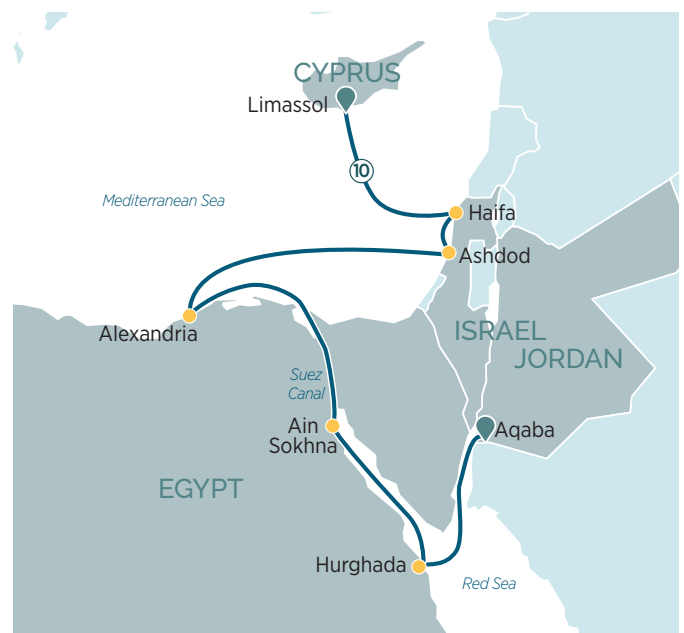 CYPRUS
Limassol
10
Mediterranean Sea
Haifa
Ashdod
Alexandria
ISRAEL
JORDAN
Suez
Canal
Ain
Sokhna
Aqaba
EGYPT
Hurghada
Red Sea